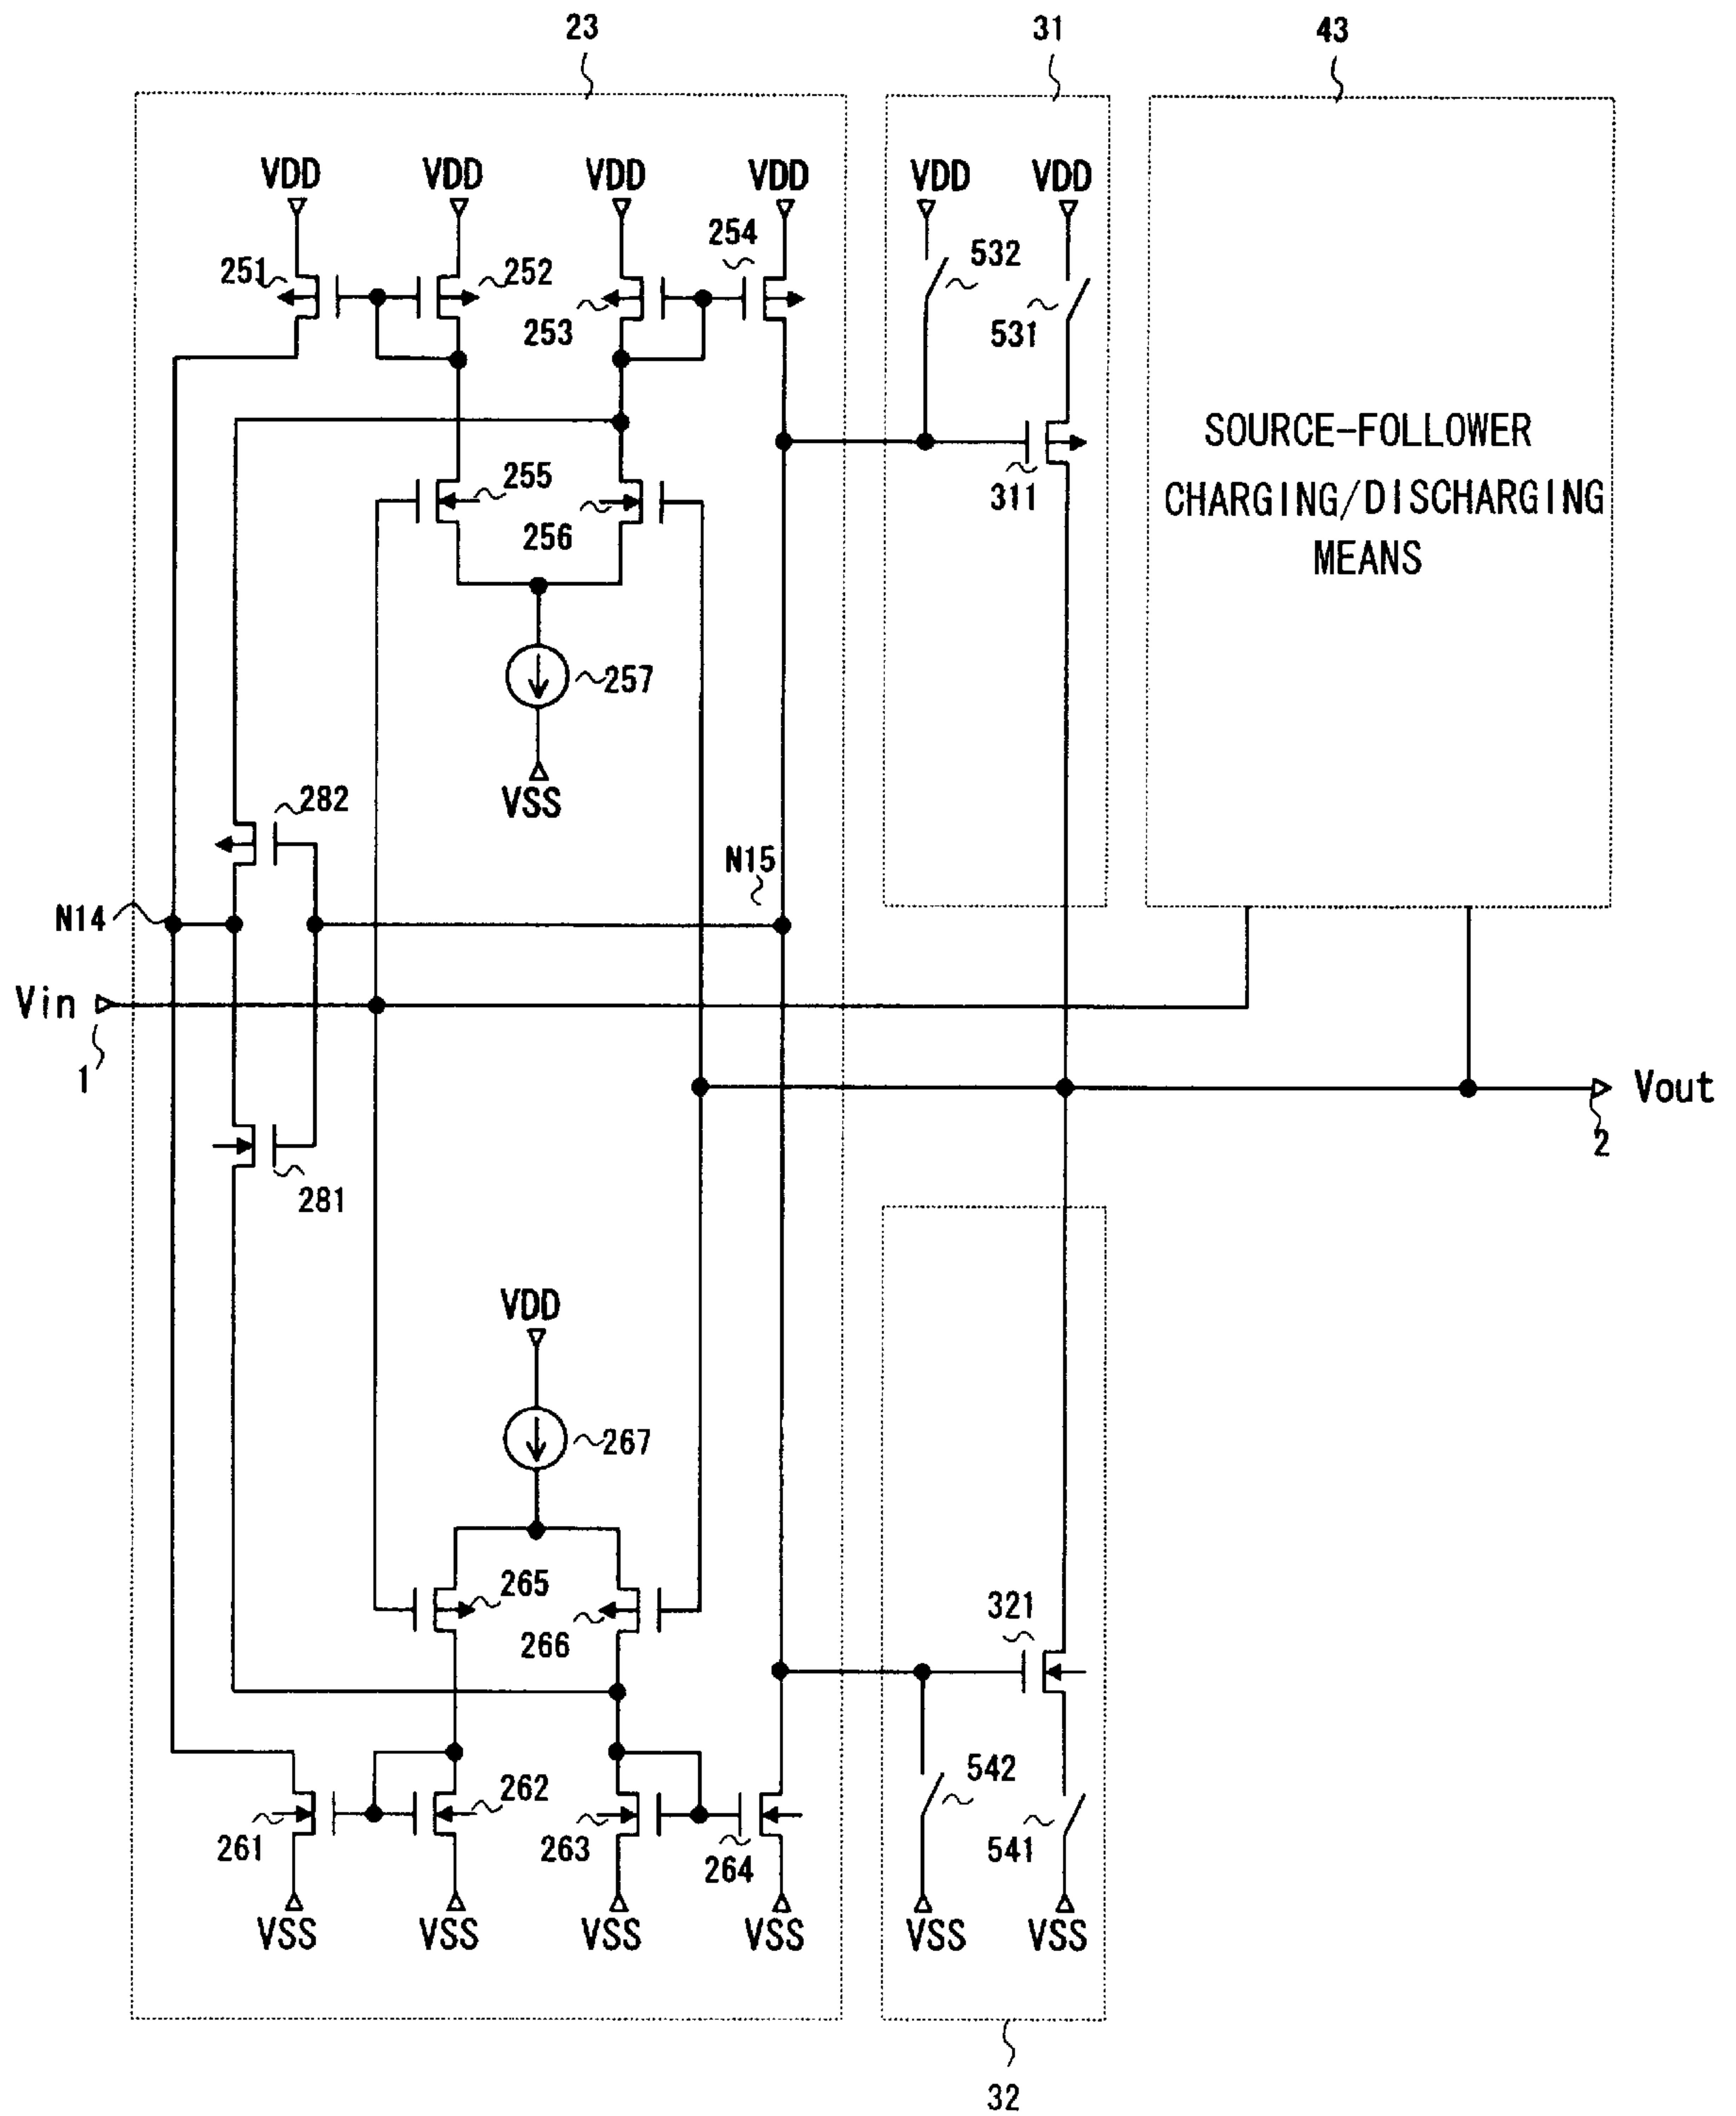 23
31
43
VDD
VDD
VDD
VDD
VDD
VDD
254
532
251
252
253
531
SOURCE-FOLLOWER
CHARGING/DISCHARGING
MEANS
255
256
311
257
VSS
282
N15
N14
Vin
1
Vout
2
281
VDD
267
265
266
321
542
262
261
263
264
541
VSS
VSS
VSS
VSS
VSS
VSS
32